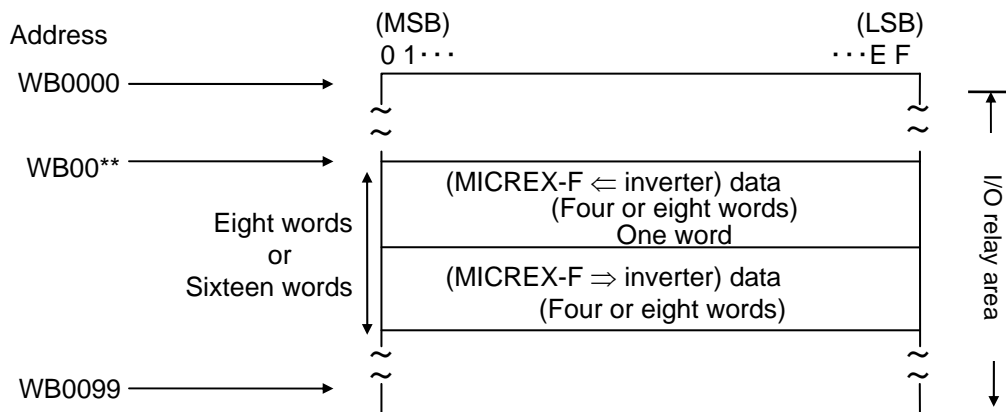 (MSB) (LSB)
Address
0 1・・・ ・・・E F
WB0000
WB00**
(MICREX-F ⇐ inverter) data
(Four or eight words)
One word
Eight words
or
Sixteen words
(MICREX-F ⇒ inverter) data
(Four or eight words)
I/O relay area
WB0099